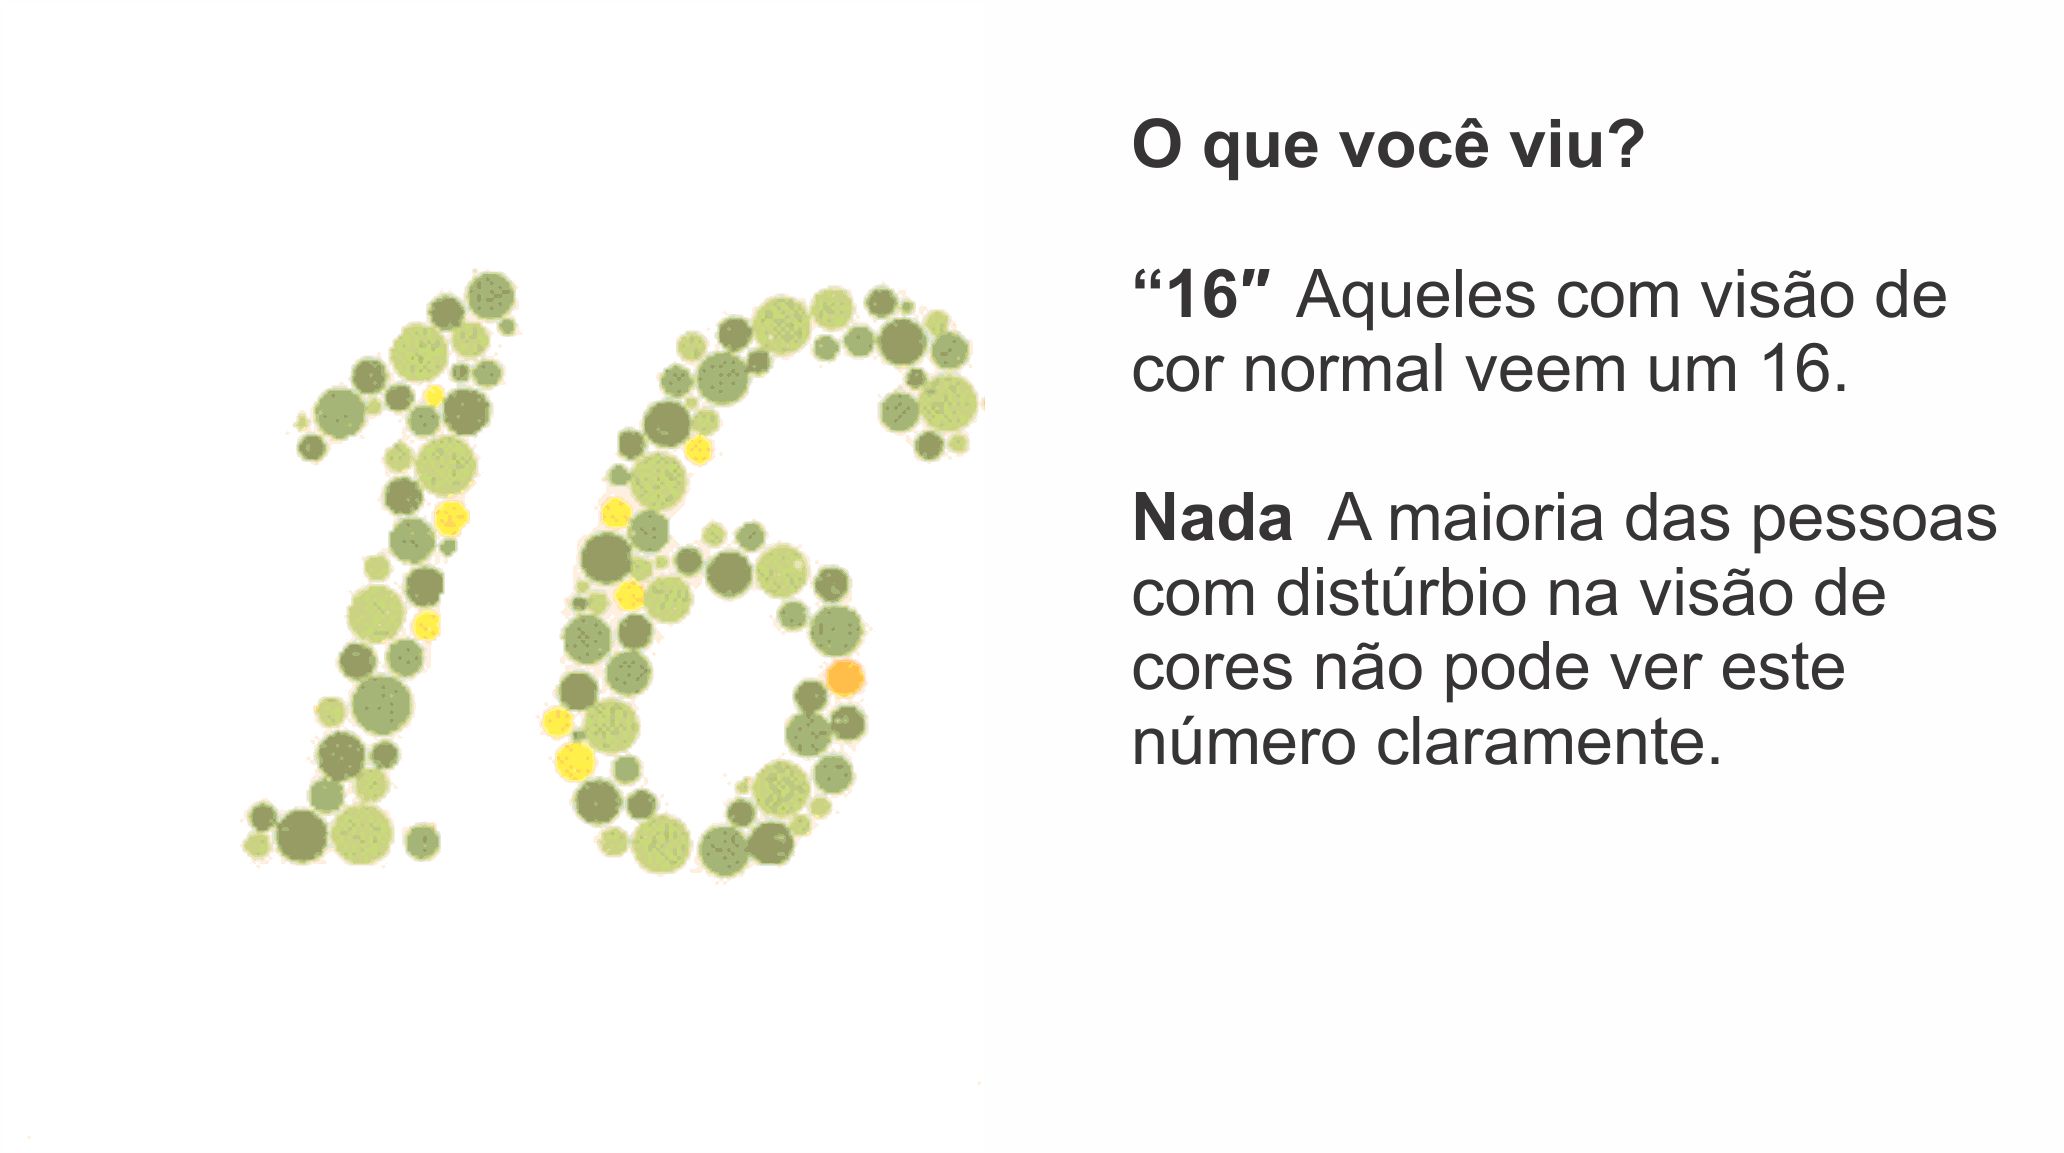 16
O que você viu?
“16″ Aqueles com visão de
cor normal veem um 16.
Nada A maioria das pessoas
com distúrbio na visão de
cores não pode ver este
número claramente.